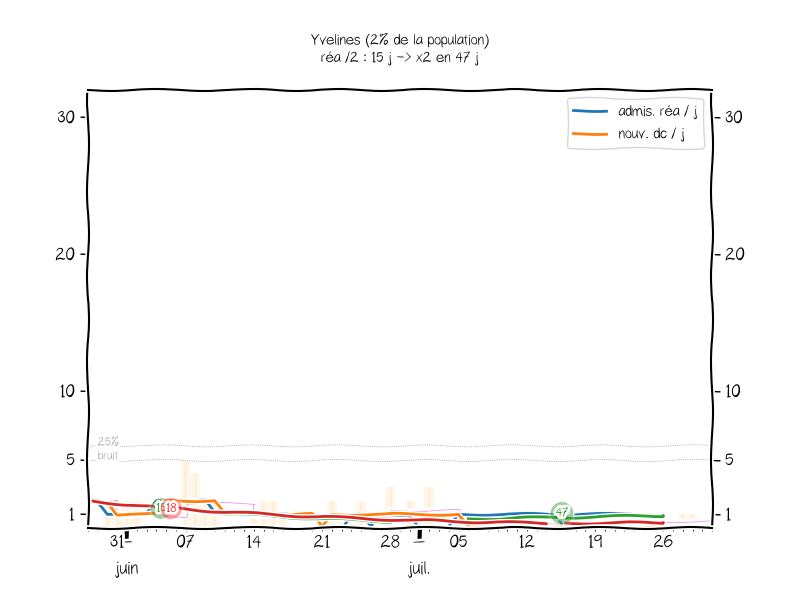 Yvelines (2% de la population)
réa /2 : 15 j -> x2 en 47 j
admis. réa / j
nouv. dc / j
30 30
20 20
10 10
25%
bruit
5 5
18
47
1 1
31 07 14 21 28 05 12 19 26
juin juil.